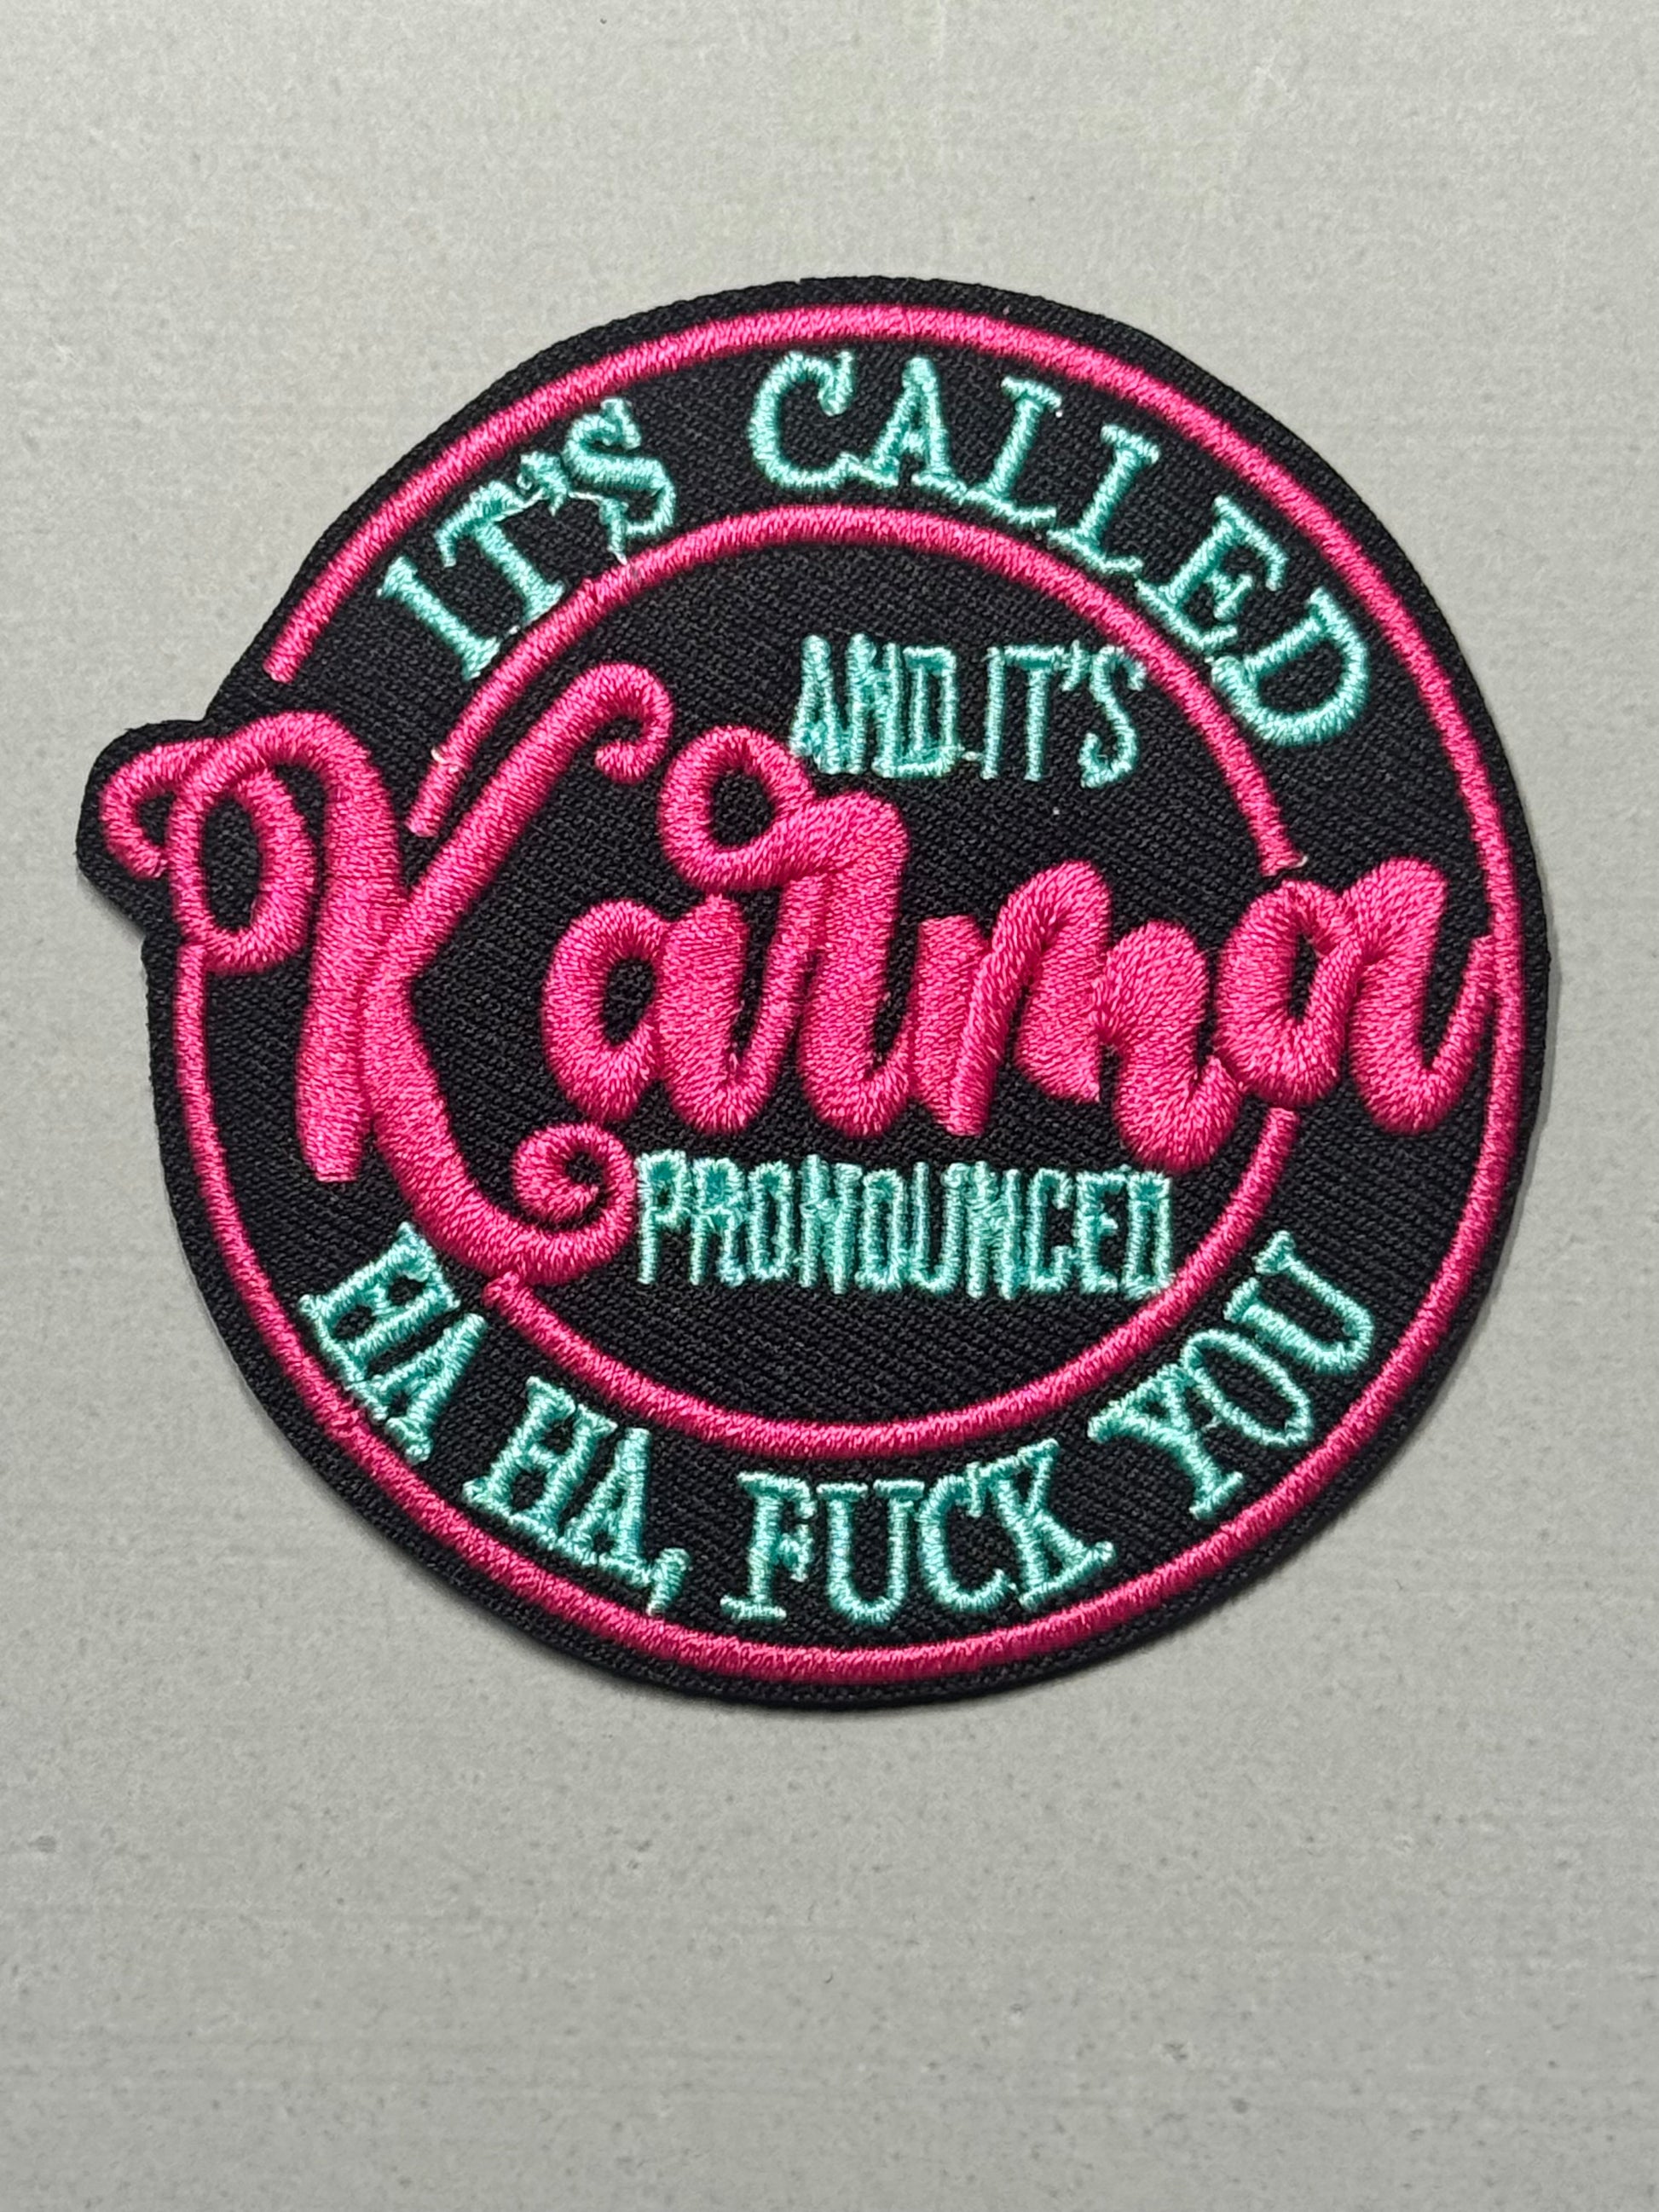 IT'S CALLED
Karma
AND IT'S
PRONOUNCED
HA HA, FUCK YOU